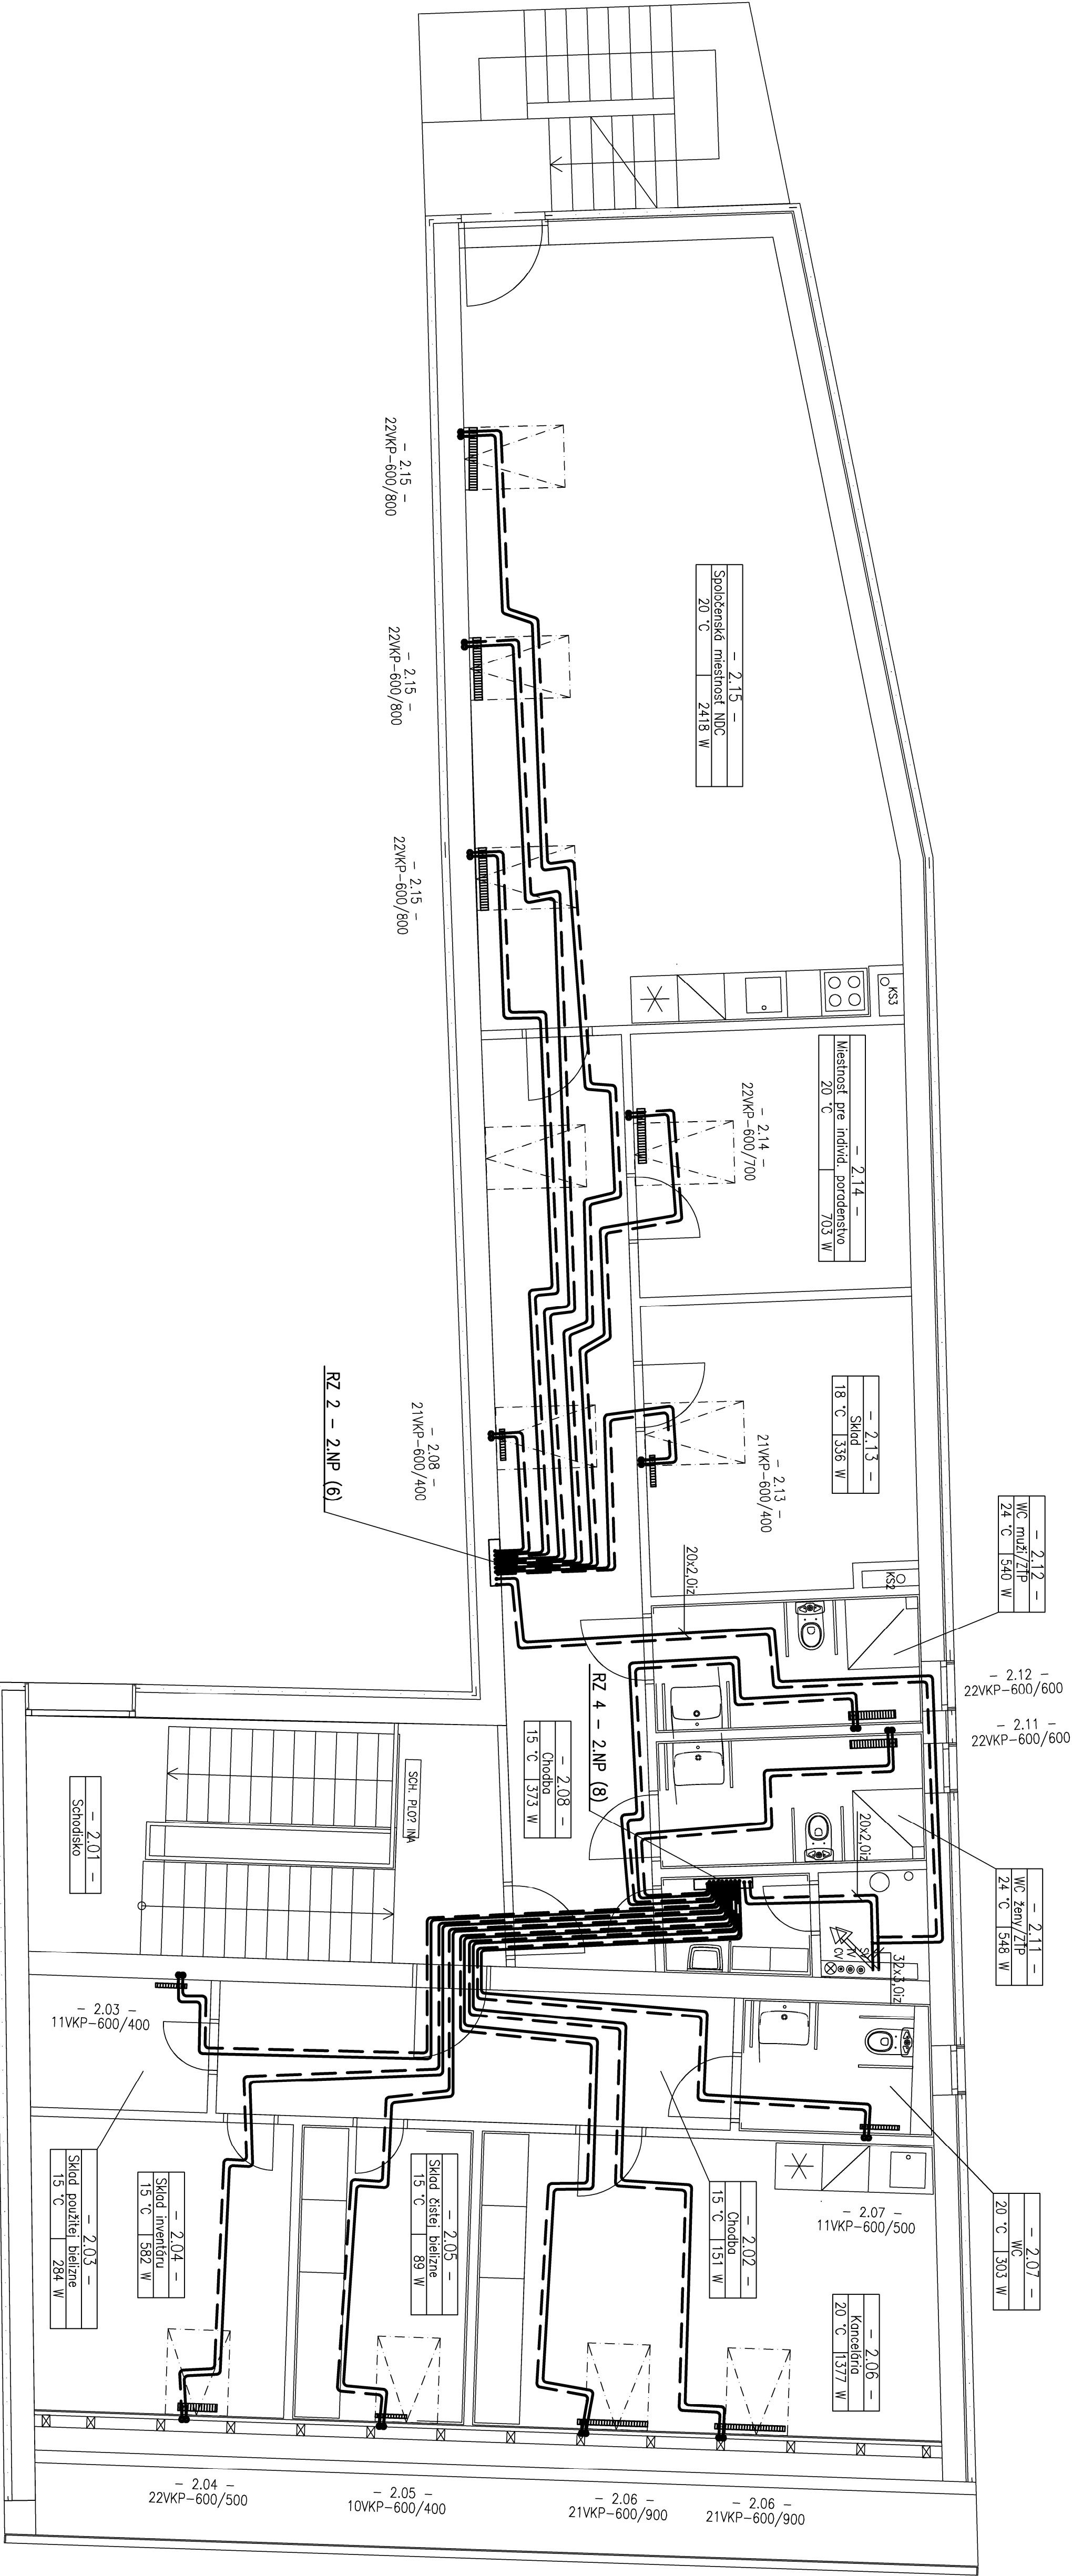 - 2.15 -
22VKP-600/800
- 2.15 -
22VKP-600/800
- 2.15 -
22VKP-600/800
- 2.15 -
Spoločenská miestnosť NDC
20 °C 2418 W
KS3
- 2.14 -
Miestnosť pre individ. poradenstvo
20 °C 703 W
- 2.14 -
22VKP-600/700
- 2.13 -
Sklad
18 °C 336 W
- 2.13 -
21VKP-600/400
- 2.08 -
21VKP-600/400
RZ 2 - 2.NP (6)
KS2
- 2.12 -
WC muži/ZŤP
24 °C 540 W
20x2,0iz
- 2.12 -
22VKP-600/600
- 2.11 -
22VKP-600/600
RZ 4 - 2.NP (8)
- 2.08 -
Chodba
15 °C 373 W
SCH. PLO? INA
- 2.01 -
Schodisko
20x2,0iz
- 2.11 -
WC ženy/ZŤP
24 °C 548 W
32x3,0iz
CV
- 2.03 -
11VKP-600/400
- 2.07 -
WC
20 °C 303 W
- 2.07 -
11VKP-600/500
- 2.06 -
Kancelária
20 °C 1377 W
- 2.02 -
Chodba
15 °C 151 W
- 2.05 -
Sklad čistej bielizne
15 °C 89 W
- 2.04 -
Sklad inventáru
15 °C 582 W
- 2.03 -
Sklad použitej bielizne
15 °C 284 W
- 2.04 -
22VKP-600/500
- 2.05 -
10VKP-600/400
- 2.06 -
21VKP-600/900
- 2.06 -
21VKP-600/900